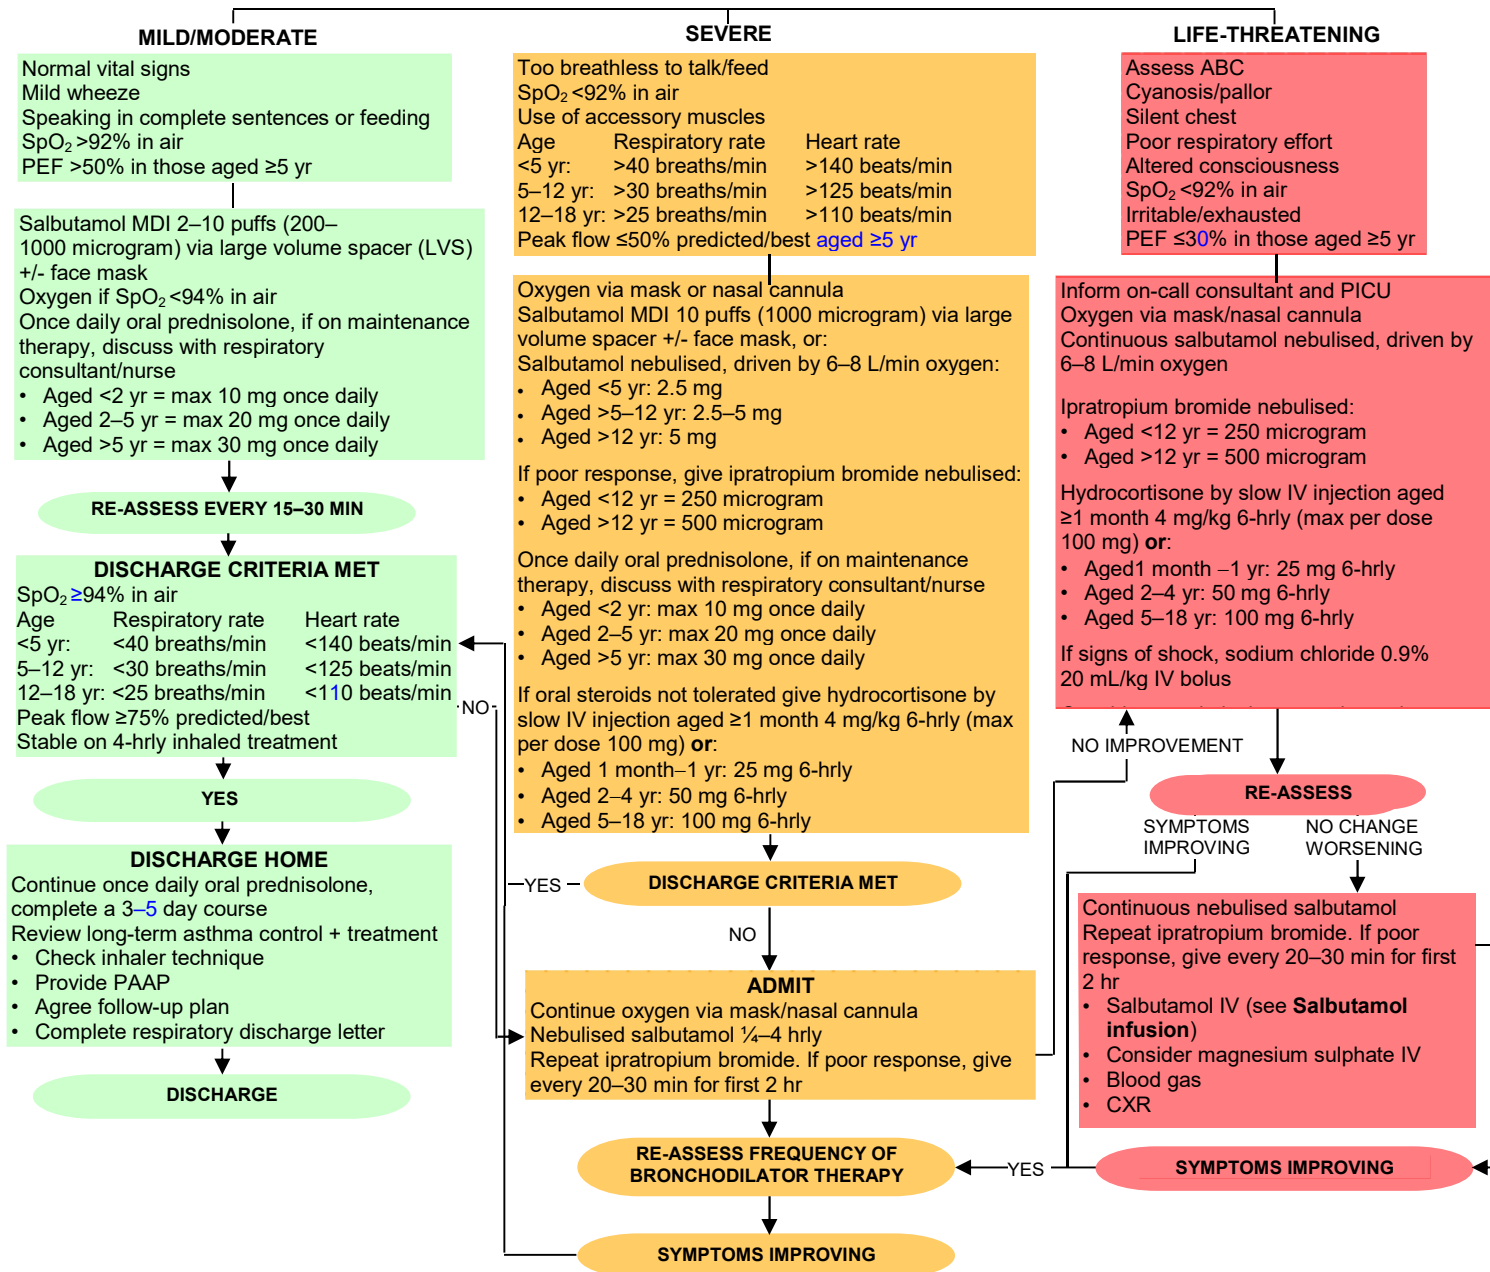 MILD/MODERATE
Normal vital signs
Mild wheeze
Speaking in complete sentences or feeding
SpO₂ >92% in air
PEF >50% in those aged ≥5 yr
Salbutamol MDI 2–10 puffs (200–
1000 microgram) via large volume spacer (LVS)
+/- face mask
Oxygen if SpO₂ <94% in air
Once daily oral prednisolone, if on maintenance
therapy, discuss with respiratory
consultant/nurse
• Aged <2 yr = max 10 mg once daily
• Aged 2–5 yr = max 20 mg once daily
• Aged >5 yr = max 30 mg once daily
RE-ASSESS EVERY 15–30 MIN
DISCHARGE CRITERIA MET
SpO₂ ≥94% in air
Age Respiratory rate Heart rate
<5 yr: <40 breaths/min <140 beats/min
5–12 yr: <30 breaths/min <125 beats/min
12–18 yr: <25 breaths/min <110 beats/min
Peak flow ≥75% predicted/best
Stable on 4-hrly inhaled treatment
NO
YES
DISCHARGE HOME
Continue once daily oral prednisolone,
complete a 3–5 day course
Review long-term asthma control + treatment
• Check inhaler technique
• Provide PAAP
• Agree follow-up plan
• Complete respiratory discharge letter
DISCHARGE
SEVERE
Too breathless to talk/feed
SpO₂ <92% in air
Use of accessory muscles
Age Respiratory rate Heart rate
<5 yr: >40 breaths/min >140 beats/min
5–12 yr: >30 breaths/min >125 beats/min
12–18 yr: >25 breaths/min >110 beats/min
Peak flow ≤50% predicted/best aged ≥5 yr
Oxygen via mask or nasal cannula
Salbutamol MDI 10 puffs (1000 microgram) via large
volume spacer +/- face mask, or:
Salbutamol nebulised, driven by 6–8 L/min oxygen:
• Aged <5 yr: 2.5 mg
• Aged >5–12 yr: 2.5–5 mg
• Aged >12 yr: 5 mg
If poor response, give ipratropium bromide nebulised:
• Aged <12 yr = 250 microgram
• Aged >12 yr = 500 microgram
Once daily oral prednisolone, if on maintenance
therapy, discuss with respiratory consultant/nurse
• Aged <2 yr: max 10 mg once daily
• Aged 2–5 yr: max 20 mg once daily
• Aged >5 yr: max 30 mg once daily
If oral steroids not tolerated give hydrocortisone by
slow IV injection aged ≥1 month 4 mg/kg 6-hrly (max
per dose 100 mg) or:
• Aged 1 month–1 yr: 25 mg 6-hrly
• Aged 2–4 yr: 50 mg 6-hrly
• Aged 5–18 yr: 100 mg 6-hrly
DISCHARGE CRITERIA MET
YES
NO
ADMIT
Continue oxygen via mask/nasal cannula
Nebulised salbutamol ¼–4 hrly
Repeat ipratropium bromide. If poor response, give
every 20–30 min for first 2 hr
RE-ASSESS FREQUENCY OF
BRONCHODILATOR THERAPY
SYMPTOMS IMPROVING
LIFE-THREATENING
Assess ABC
Cyanosis/pallor
Silent chest
Poor respiratory effort
Altered consciousness
SpO₂ <92% in air
Irritable/exhausted
PEF ≤30% in those aged ≥5 yr
Inform on-call consultant and PICU
Oxygen via mask/nasal cannula
Continuous salbutamol nebulised, driven by
6–8 L/min oxygen
Ipratropium bromide nebulised:
• Aged <12 yr = 250 microgram
• Aged >12 yr = 500 microgram
Hydrocortisone by slow IV injection aged
≥1 month 4 mg/kg 6-hrly (max per dose
100 mg) or:
• Aged1 month –1 yr: 25 mg 6-hrly
• Aged 2–4 yr: 50 mg 6-hrly
• Aged 5–18 yr: 100 mg 6-hrly
If signs of shock, sodium chloride 0.9%
20 mL/kg IV bolus
NO IMPROVEMENT
RE-ASSESS
SYMPTOMS
IMPROVING
NO CHANGE
WORSENING
Continuous nebulised salbutamol
Repeat ipratropium bromide. If poor
response, give every 20–30 min for first
2 hr
• Salbutamol IV (see Salbutamol
infusion)
• Consider magnesium sulphate IV
• Blood gas
• CXR
YES
SYMPTOMS IMPROVING